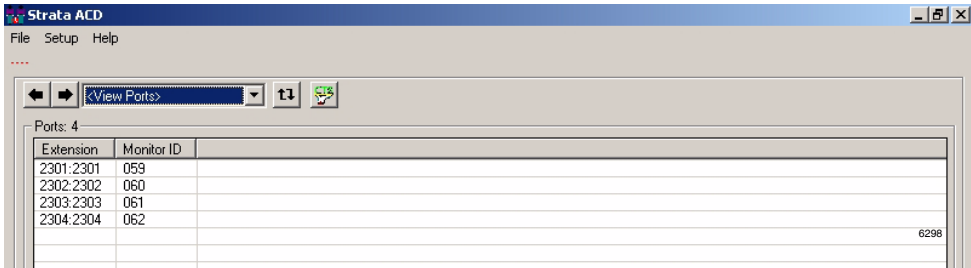 Strata ACD
File Setup Help
<View Ports>
Ports: 4
Extension Monitor ID
2301:2301 059
2302:2302 060
2303:2303 061
2304:2304 062
6298